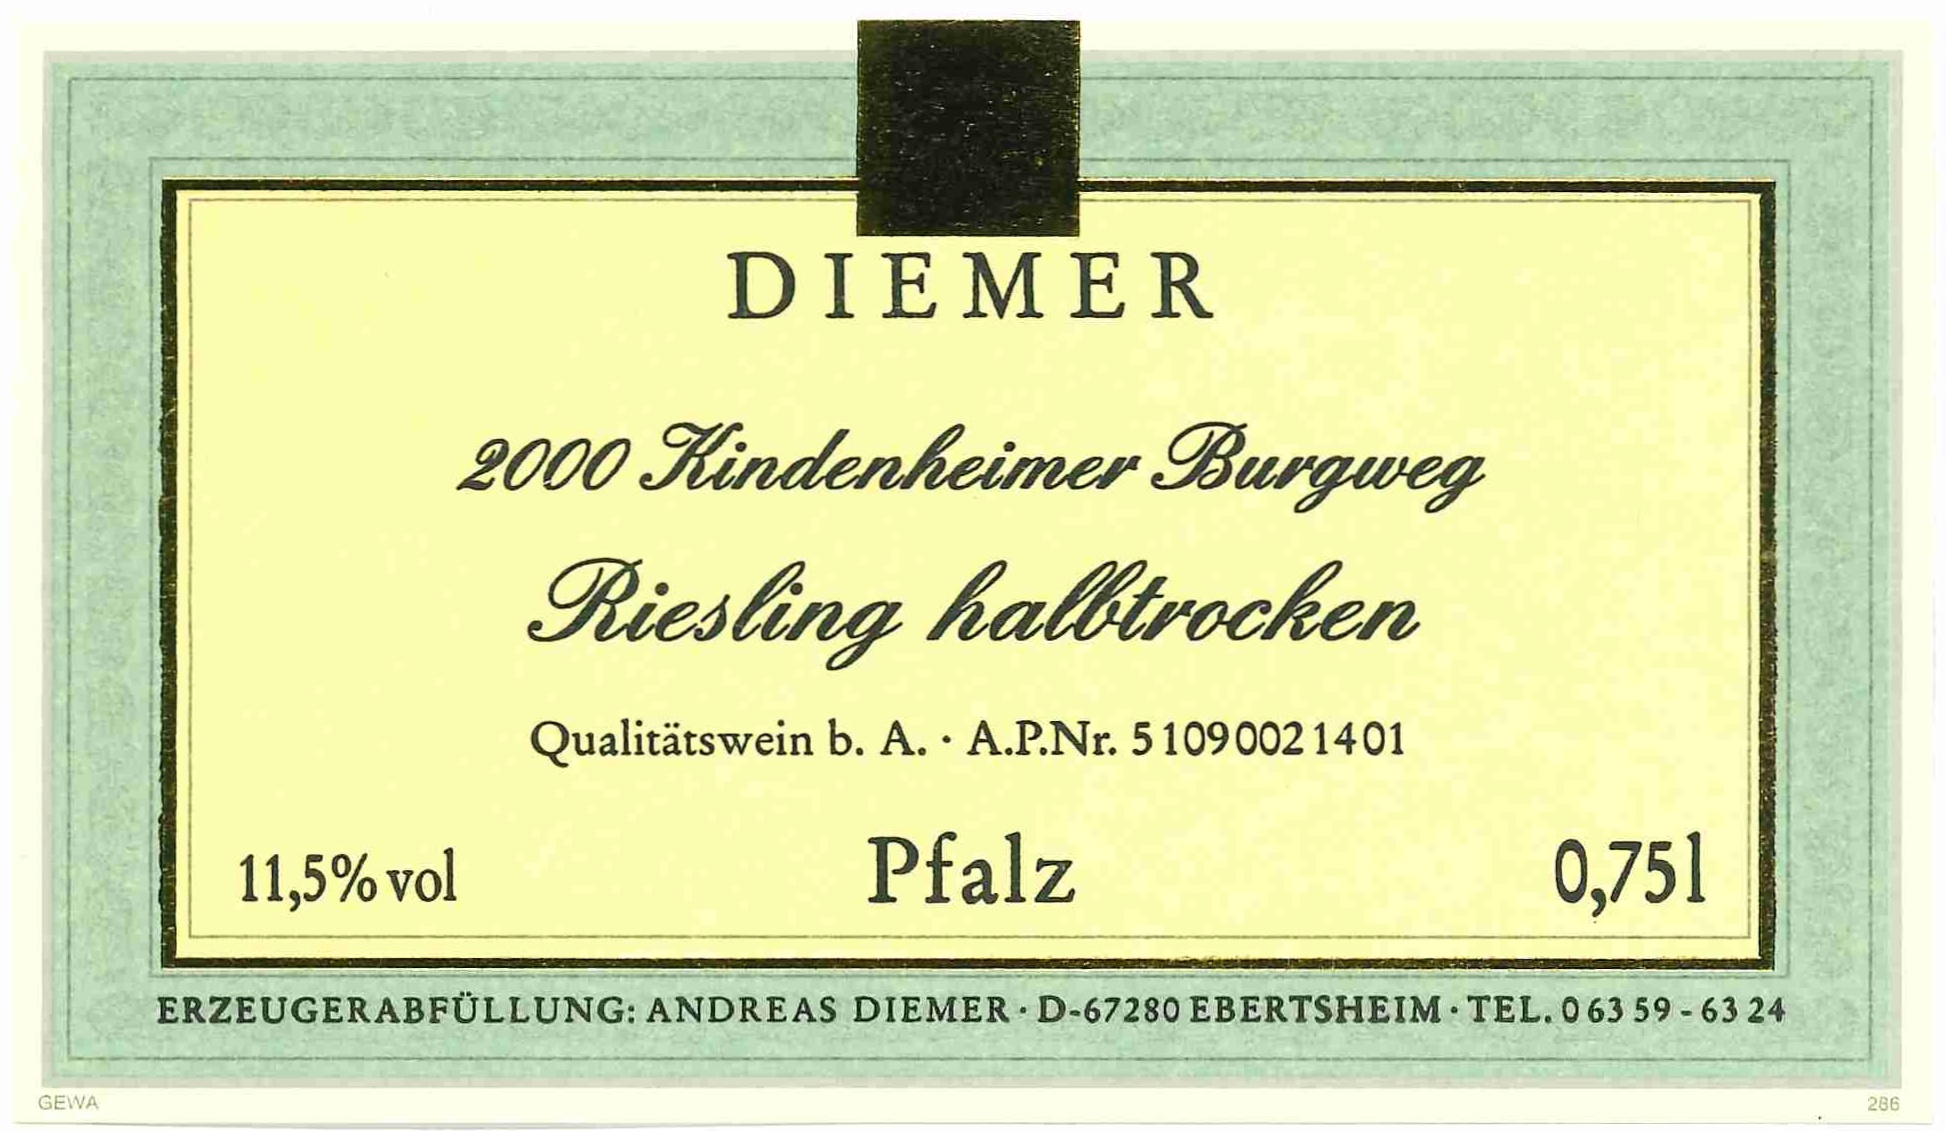 DIEMER
2000 Kindenheimer Burgweg
Riesling halbtrocken
Qualitätswein b. A. · A.P.Nr. 5 109 002 14 01
11,5% vol Pfalz 0,75 l
ERZEUGERABFÜLLUNG: ANDREAS DIEMER · D-67280 EBERTSHEIM · TEL. 0 63 59 - 63 24
GEWA 286